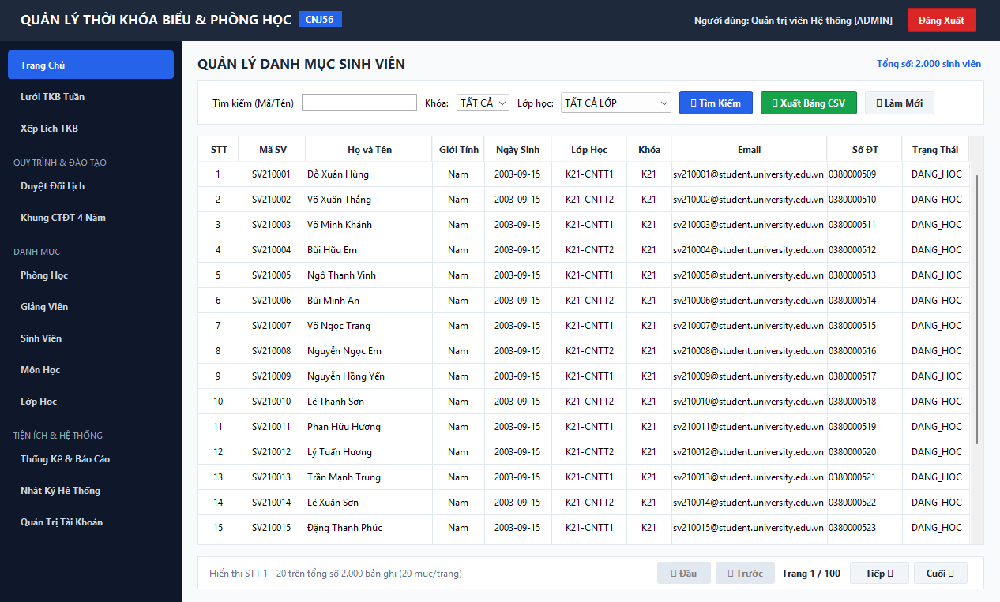 QUẢN LÝ THỜI KHÓA BIỂU & PHÒNG HỌC CNJ56 Người dùng: Quản trị viên Hệ thống [ADMIN] Đăng Xuất
Trang Chủ
Lưới TKB Tuần
Xếp Lịch TKB
QUY TRÌNH & ĐÀO TẠO
Duyệt Đổi Lịch
Khung CTĐT 4 Năm
DANH MỤC
Phòng Học
Giảng Viên
Sinh Viên
Môn Học
Lớp Học
TIỆN ÍCH & HỆ THỐNG
Thống Kê & Báo Cáo
Nhật Ký Hệ Thống
Quản Trị Tài Khoản
QUẢN LÝ DANH MỤC SINH VIÊN Tổng số: 2.000 sinh viên
Tìm kiếm (Mã/Tên) Khóa: TẤT CẢ Lớp học: TẤT CẢ LỚP Tìm Kiếm Xuất Bảng CSV Làm Mới
STT Mã SV Họ và Tên Giới Tính Ngày Sinh Lớp Học Khóa Email Số ĐT Trạng Thái
1 SV210001 Đỗ Xuân Hùng Nam 2003-09-15 K21-CNTT1 K21 sv210001@student.university.edu.vn 0380000509 DANG_HOC
2 SV210002 Võ Xuân Thắng Nam 2003-09-15 K21-CNTT2 K21 sv210002@student.university.edu.vn 0380000510 DANG_HOC
3 SV210003 Võ Minh Khánh Nam 2003-09-15 K21-CNTT1 K21 sv210003@student.university.edu.vn 0380000511 DANG_HOC
4 SV210004 Bùi Hữu Em Nam 2003-09-15 K21-CNTT2 K21 sv210004@student.university.edu.vn 0380000512 DANG_HOC
5 SV210005 Ngô Thanh Vinh Nam 2003-09-15 K21-CNTT1 K21 sv210005@student.university.edu.vn 0380000513 DANG_HOC
6 SV210006 Bùi Minh An Nam 2003-09-15 K21-CNTT2 K21 sv210006@student.university.edu.vn 0380000514 DANG_HOC
7 SV210007 Võ Ngọc Trang Nam 2003-09-15 K21-CNTT1 K21 sv210007@student.university.edu.vn 0380000515 DANG_HOC
8 SV210008 Nguyễn Ngọc Em Nam 2003-09-15 K21-CNTT2 K21 sv210008@student.university.edu.vn 0380000516 DANG_HOC
9 SV210009 Nguyễn Hồng Yến Nam 2003-09-15 K21-CNTT1 K21 sv210009@student.university.edu.vn 0380000517 DANG_HOC
10 SV210010 Lê Thanh Sơn Nam 2003-09-15 K21-CNTT2 K21 sv210010@student.university.edu.vn 0380000518 DANG_HOC
11 SV210011 Phan Hữu Hương Nam 2003-09-15 K21-CNTT1 K21 sv210011@student.university.edu.vn 0380000519 DANG_HOC
12 SV210012 Lý Tuấn Hương Nam 2003-09-15 K21-CNTT2 K21 sv210012@student.university.edu.vn 0380000520 DANG_HOC
13 SV210013 Trần Mạnh Trung Nam 2003-09-15 K21-CNTT1 K21 sv210013@student.university.edu.vn 0380000521 DANG_HOC
14 SV210014 Lê Xuân Sơn Nam 2003-09-15 K21-CNTT2 K21 sv210014@student.university.edu.vn 0380000522 DANG_HOC
15 SV210015 Đặng Thanh Phúc Nam 2003-09-15 K21-CNTT1 K21 sv210015@student.university.edu.vn 0380000523 DANG_HOC
Hiển thị STT 1 - 20 trên tổng số 2.000 bản ghi (20 mục/trang) Đầu Trước Trang 1 / 100 Tiếp Cuối